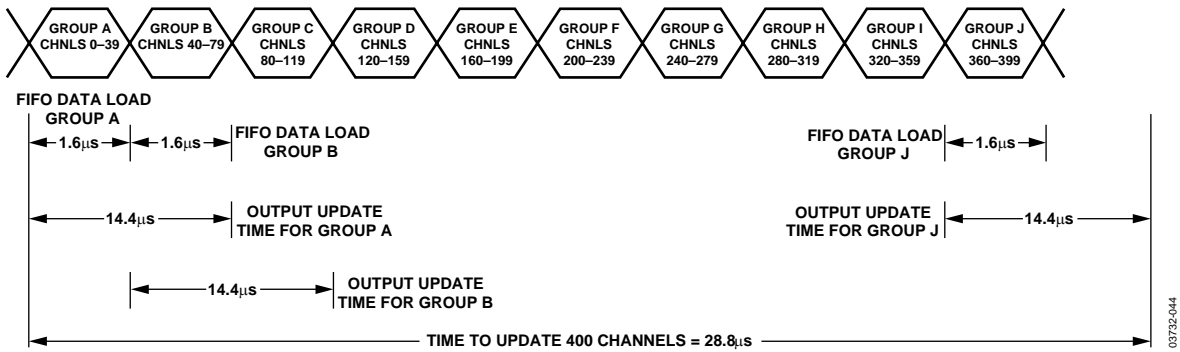 GROUP A
CHNLS 0–39
GROUP B
CHNLS 40–79
GROUP C
CHNLS
80–119
GROUP D
CHNLS
120–159
GROUP E
CHNLS
160–199
GROUP F
CHNLS
200–239
GROUP G
CHNLS
240–279
GROUP H
CHNLS
280–319
GROUP I
CHNLS
320–359
GROUP J
CHNLS
360–399
FIFO DATA LOAD
GROUP A
1.6μs
1.6μs
FIFO DATA LOAD
GROUP B
FIFO DATA LOAD
GROUP J
1.6μs
14.4μs
OUTPUT UPDATE
TIME FOR GROUP A
OUTPUT UPDATE
TIME FOR GROUP J
14.4μs
14.4μs
OUTPUT UPDATE
TIME FOR GROUP B
TIME TO UPDATE 400 CHANNELS = 28.8μs
03732-044